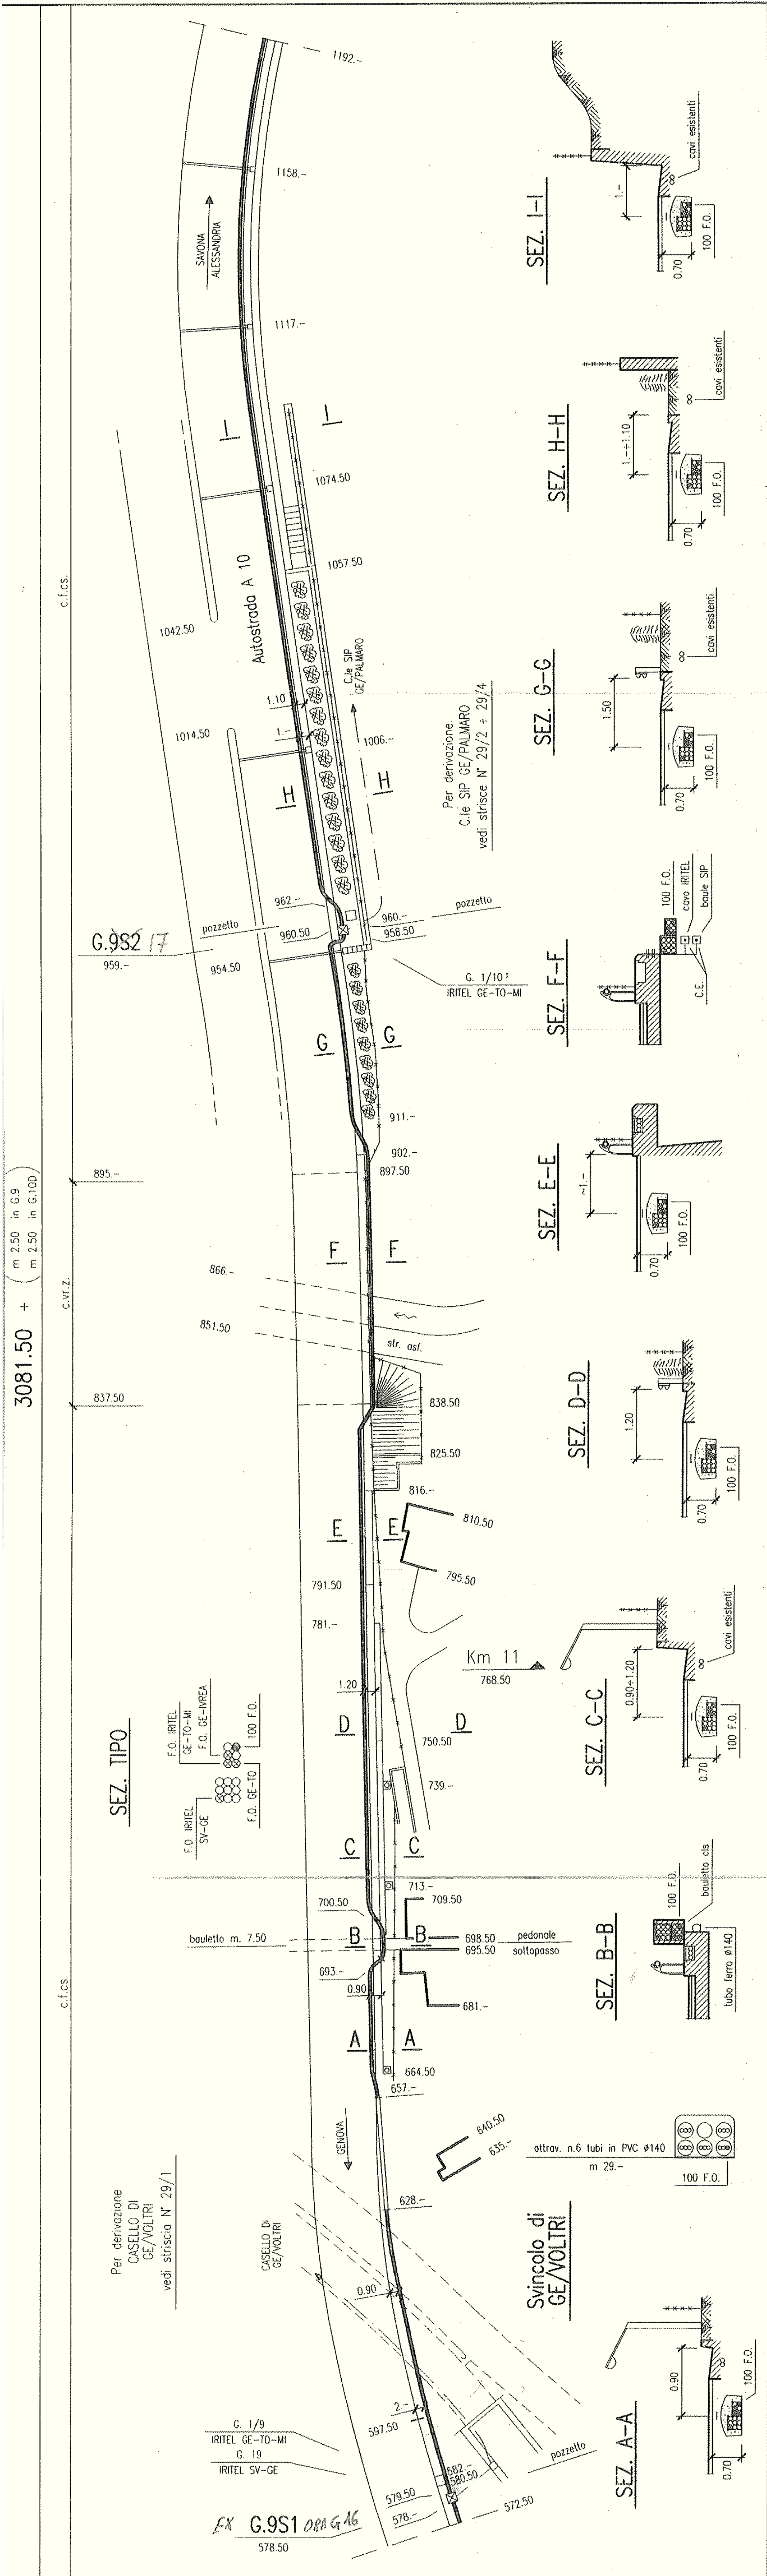 1192.-
1158.-
SAVONA
ALESSANDRIA
1117.-
I
I
1074.50
1057.50
Autostrada A 10
1042.50
C.le SIP
GE/PALMARO
1.10
1.-
1014.50
1006.-
H
H
Per derivazione
C.le SIP GE/PALMARO
vedi strisce N° 29/2 ÷ 29/4
962.-
pozzetto
960.50
960.-
958.50
pozzetto
G.9S2 17
959.-
954.50
G. 1/10
IRITEL GE-TO-MI
G
G
911.-
902.-
897.50
895.-
F
F
866.-
851.50
str. asf.
837.50
838.50
825.50
816.-
810.50
E
E
795.50
791.50
781.-
Km 11
768.50
1.20
D
D
750.50
739.-
C
C
713.-
709.50
700.50
bauletto m. 7.50
B
B
698.50
695.50
pedonale
sottopasso
693.-
0.90
681.-
A
A
664.50
657.-
GENOVA
640.50
635.-
628.-
Per derivazione
CASELLO DI
GE/VOLTRI
vedi striscia N° 29/1
CASELLO DI
GE/VOLTRI
0.90
Svincolo di
GE/VOLTRI
2.-
597.50
G. 1/9
IRITEL GE-TO-MI
G. 19
IRITEL SV-GE
582.-
580.50
579.50
578.-
pozzetto
572.50
EX G.9S1 ORA G16
578.50
c.f.cs.
c.vr.z.
c.f.cs.
3081.50 + ( m 2.50 in G.9
m 2.50 in G.10D )
SEZ. TIPO
F.O. IRITEL
GE-TO-MI
F.O. GE-IVREA
100 F.O.
F.O. IRITEL
SV-GE
F.O. GE-TO
SEZ. I-I
1.-
cavi esistenti
100 F.O.
0.70
SEZ. H-H
1.-÷1.10
cavi esistenti
100 F.O.
0.70
SEZ. G-G
1.50
cavi esistenti
100 F.O.
0.70
SEZ. F-F
100 F.O.
cavo IRITEL
baule SIP
C.E.
SEZ. E-E
~1.-
100 F.O.
0.70
SEZ. D-D
1.20
100 F.O.
0.70
SEZ. C-C
0.90÷1.20
cavi esistenti
100 F.O.
0.70
SEZ. B-B
100 F.O.
bauletto cls
tubo ferro ø140
attrav. n.6 tubi in PVC ø140
m 29.-
100 F.O.
SEZ. A-A
0.90
100 F.O.
0.70